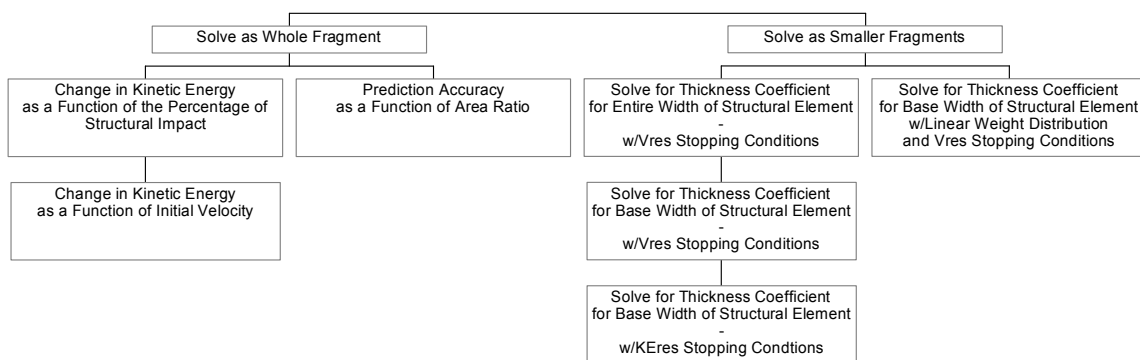 Solve as Whole Fragment
Solve as Smaller Fragments
Change in Kinetic Energy
as a Function of the Percentage of
Structural Impact
Prediction Accuracy
as a Function of Area Ratio
Solve for Thickness Coefficient
for Entire Width of Structural Element
-
w/Vres Stopping Conditions
Solve for Thickness Coefficient
for Base Width of Structural Element
w/Linear Weight Distribution
and Vres Stopping Conditions
Change in Kinetic Energy
as a Function of Initial Velocity
Solve for Thickness Coefficient
for Base Width of Structural Element
-
w/Vres Stopping Conditions
Solve for Thickness Coefficient
for Base Width of Structural Element
-
w/KEres Stopping Condtions